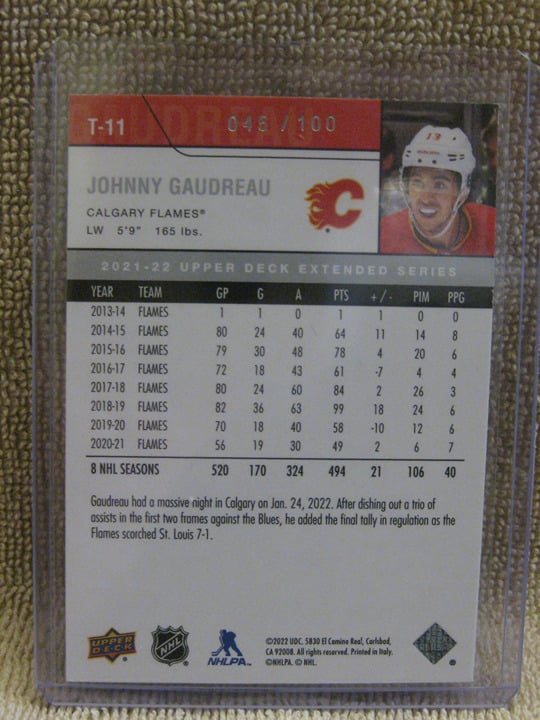 GAUDREAU
T-11
045 / 100
13
JOHNNY GAUDREAU
CALGARY FLAMES®
LW 5'9" 165 lbs.
C
2021-22 UPPER DECK EXTENDED SERIES
YEAR TEAM GP G A PTS +/- PIM PPG
2013-14 FLAMES 1 1 0 1 1 0 0
2014-15 FLAMES 80 24 40 64 11 14 8
2015-16 FLAMES 79 30 48 78 4 20 6
2016-17 FLAMES 72 18 43 61 -7 4 4
2017-18 FLAMES 80 24 60 84 2 26 3
2018-19 FLAMES 82 36 63 99 18 24 6
2019-20 FLAMES 70 18 40 58 -10 12 6
2020-21 FLAMES 56 19 30 49 2 6 7
8 NHL SEASONS 520 170 324 494 21 106 40
Gaudreau had a massive night in Calgary on Jan. 24, 2022. After dishing out a trio of
assists in the first two frames against the Blues, he added the final tally in regulation as the
Flames scorched St. Louis 7-1.
UPPER
DECK
NHL
NHLPA
©2022 UDC. 5830 El Camino Real, Carlsbad,
CA 92008. All rights reserved. Printed in Italy.
©NHLPA. © NHL.